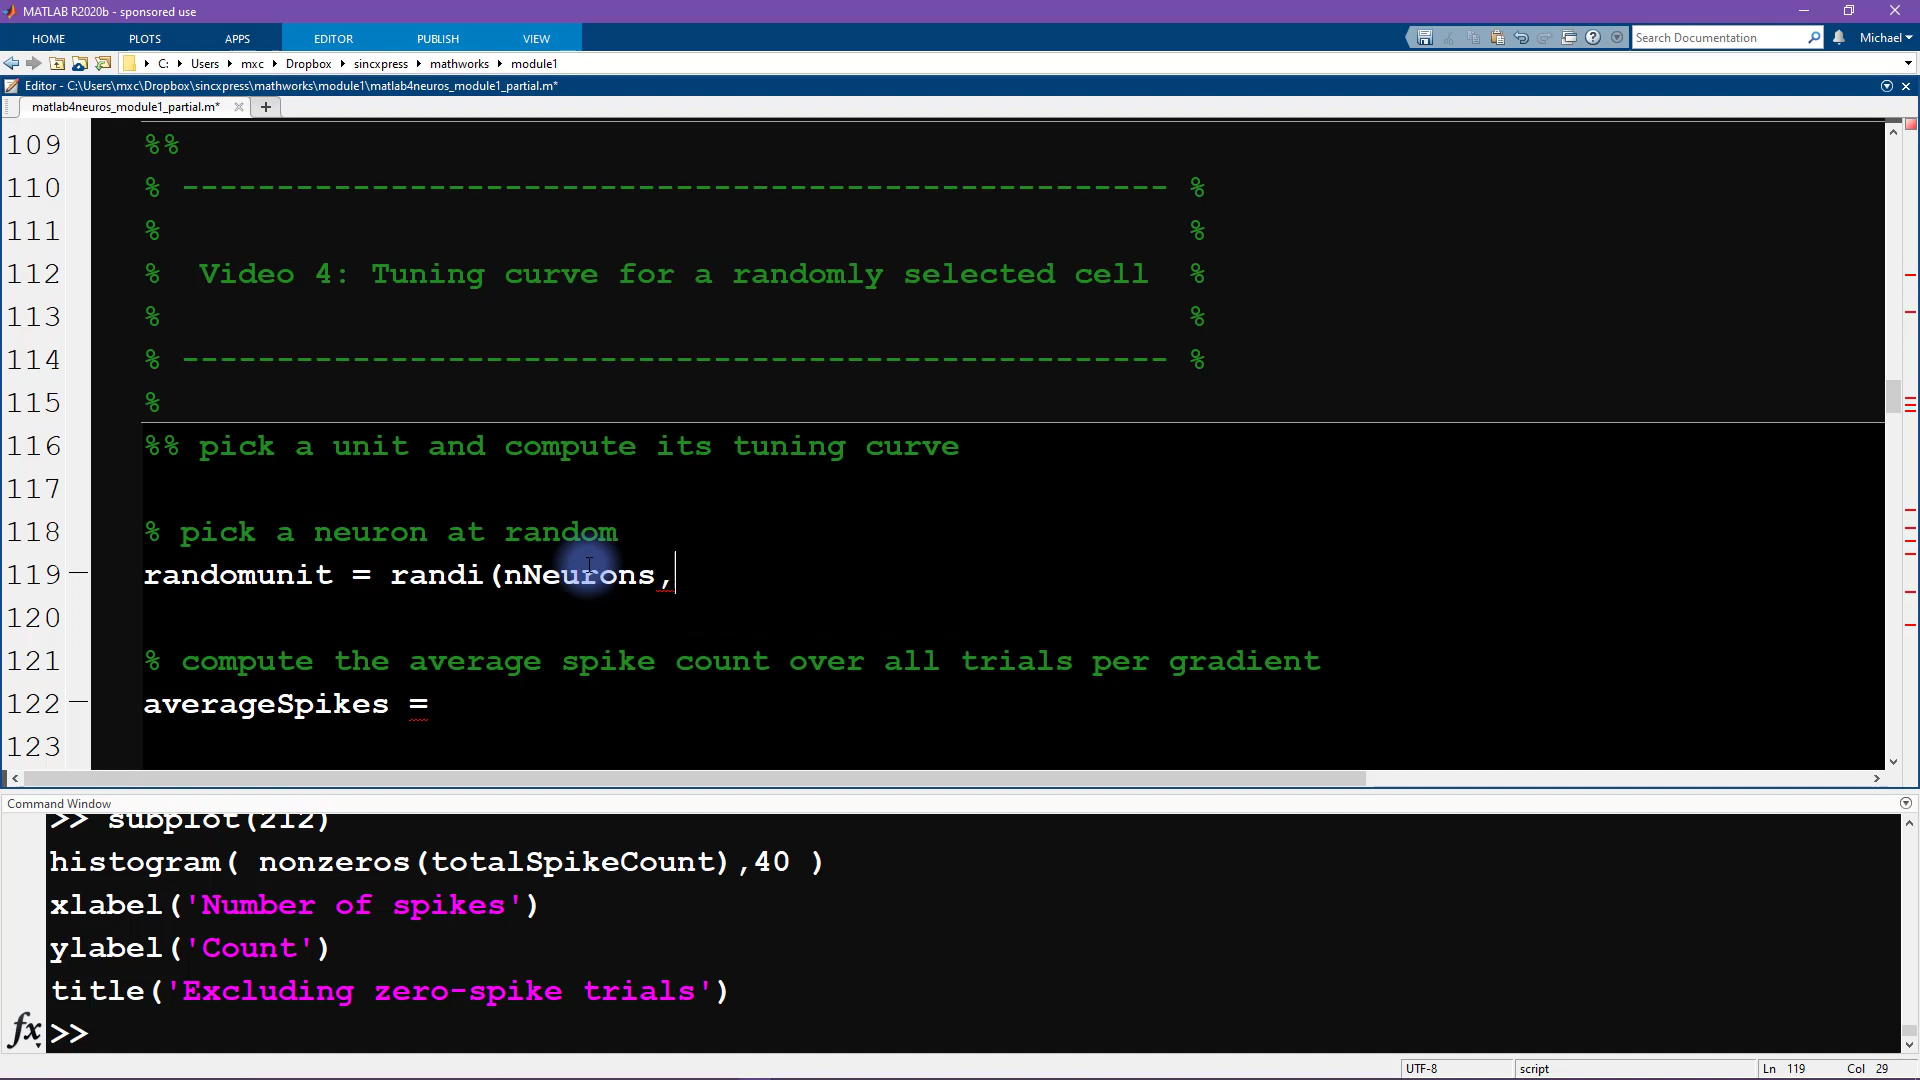 MATLAB R2020b - sponsored use
HOME PLOTS APPS EDITOR PUBLISH VIEW Search Documentation Michael
C: Users mxc Dropbox sincxpress mathworks module1
Editor - C:\Users\mxc\Dropbox\sincxpress\mathworks\module1\matlab4neuros_module1_partial.m*
matlab4neuros_module1_partial.m*
109 %%
110 % ---------------------------------------------------- %
111 % %
112 % Video 4: Tuning curve for a randomly selected cell %
113 % %
114 % ---------------------------------------------------- %
115 %
116 %% pick a unit and compute its tuning curve
117
118 % pick a neuron at random
119 randomunit = randi(nNeurons,
120
121 % compute the average spike count over all trials per gradient
122 averageSpikes =
123
Command Window
>> subplot(212)
histogram( nonzeros(totalSpikeCount),40 )
xlabel('Number of spikes')
ylabel('Count')
title('Excluding zero-spike trials')
fx >>
UTF-8 script Ln 119 Col 29